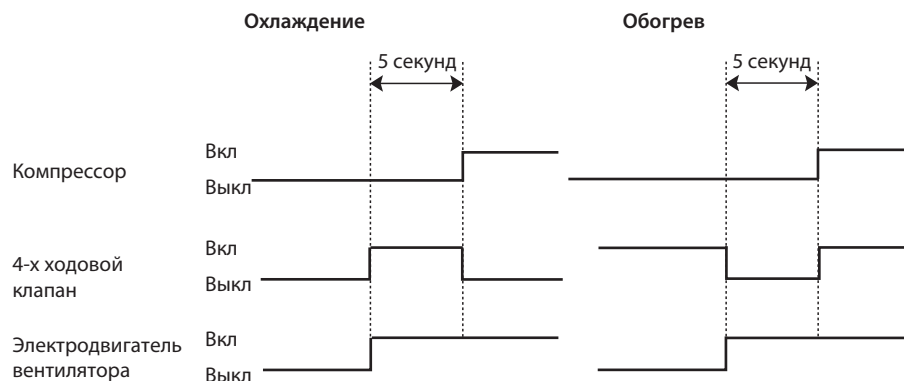 Охлаждение
Обогрев
5 секунд
5 секунд
Компрессор
Вкл
Выкл
4-х ходовой
клапан
Вкл
Выкл
Электродвигатель
вентилятора
Вкл
Выкл